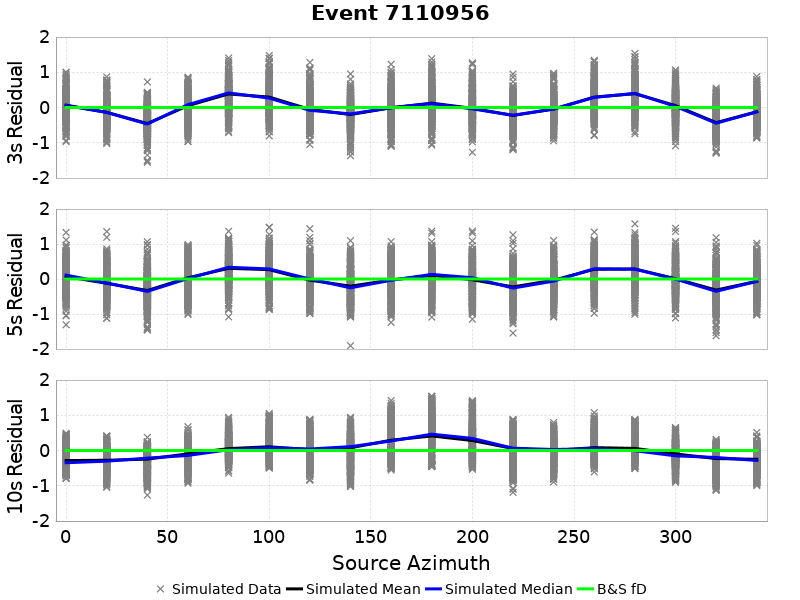 Event 7110956
3s Residual
2
1
0
-1
-2
5s Residual
2
1
0
-1
-2
10s Residual
2
1
0
-1
-2
0 50 100 150 200 250 300
Source Azimuth
Simulated Data Simulated Mean Simulated Median B&S fD